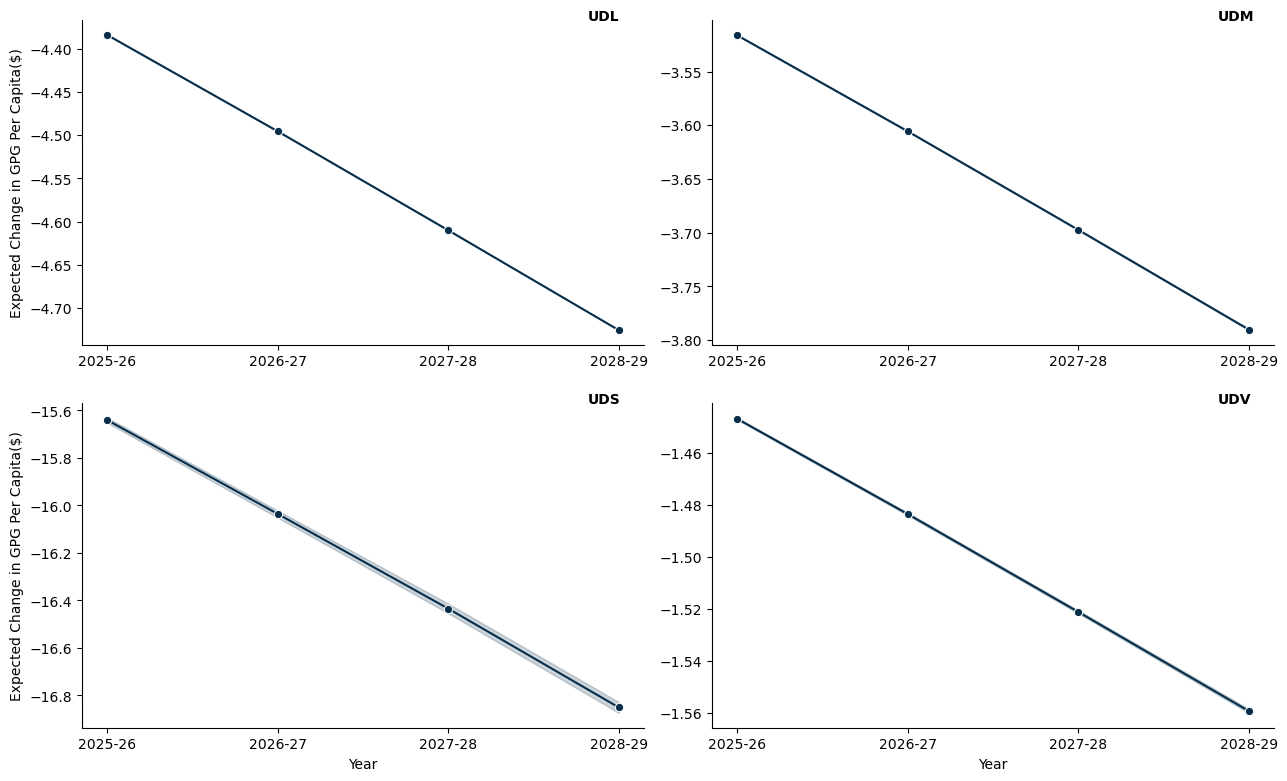 UDL
Expected Change in GPG Per Capita($)
−4.40
−4.45
−4.50
−4.55
−4.60
−4.65
−4.70
2025-26 2026-27 2027-28 2028-29
UDM
−3.55
−3.60
−3.65
−3.70
−3.75
−3.80
2025-26 2026-27 2027-28 2028-29
UDS
Expected Change in GPG Per Capita($)
−15.6
−15.8
−16.0
−16.2
−16.4
−16.6
−16.8
2025-26 2026-27 2027-28 2028-29
Year
UDV
−1.46
−1.48
−1.50
−1.52
−1.54
−1.56
2025-26 2026-27 2027-28 2028-29
Year